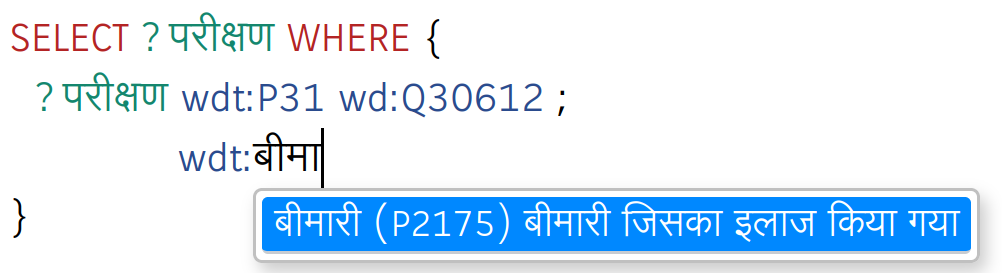 SELECT ?परीक्षण WHERE {
?परीक्षण wdt:P31 wd:Q30612 ;
wdt:बीमा
बीमारी (P2175) बीमारी जिसका इलाज किया गया
}